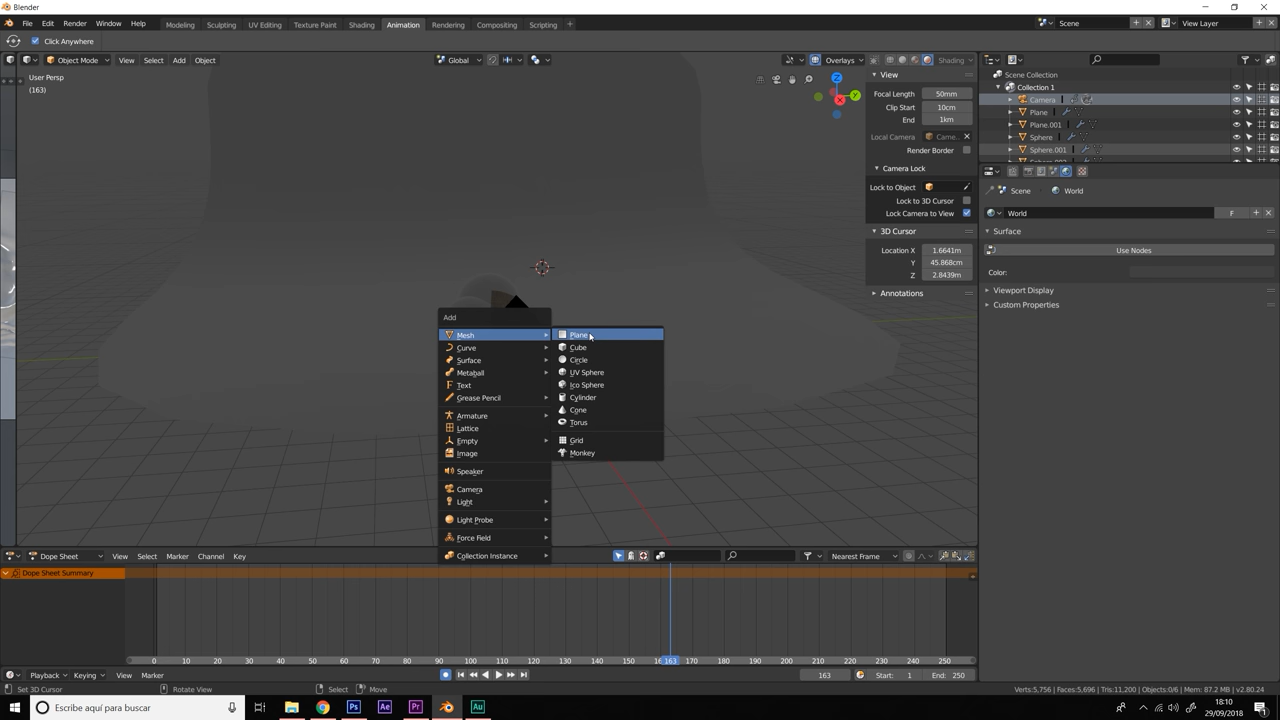 Blender
File Edit Render Window Help Modeling Sculpting UV Editing Texture Paint Shading Animation Rendering Compositing Scripting + Scene View Layer
Click Anywhere
Object Mode View Select Add Object Global Overlays Shading
User Persp
(163)
View
Focal Length 50mm
Clip Start 10cm
End 1km
Local Camera Came...
Render Border
Camera Lock
Lock to Object
Lock to 3D Cursor
Lock Camera to View
3D Cursor
Location X 1.6641m
Y 45.868cm
Z 2.8439m
Annotations
Scene Collection
Collection 1
Camera
Plane
Plane.001
Sphere
Sphere.001
Scene World
World F
Surface
Use Nodes
Color:
Viewport Display
Custom Properties
Add
Mesh
Curve
Surface
Metaball
Text
Grease Pencil
Armature
Lattice
Empty
Image
Speaker
Camera
Light
Light Probe
Force Field
Collection Instance
Plane
Cube
Circle
UV Sphere
Ico Sphere
Cylinder
Cone
Torus
Grid
Monkey
Dope Sheet View Select Marker Channel Key Nearest Frame
Dope Sheet Summary
0 10 20 30 40 50 60 70 80 90 100 110 120 130 140 150 163 170 180 190 200 210 220 230 240 250
Playback Keying View Marker 163 Start: 1 End: 250
Set 3D Cursor Rotate View Select Move Verts:5,756 | Faces:5,696 | Tris:11,200 | Objects:0/6 | Mem: 87.2 MB | v2.80.24
Escribe aquí para buscar
18:10
29/09/2018